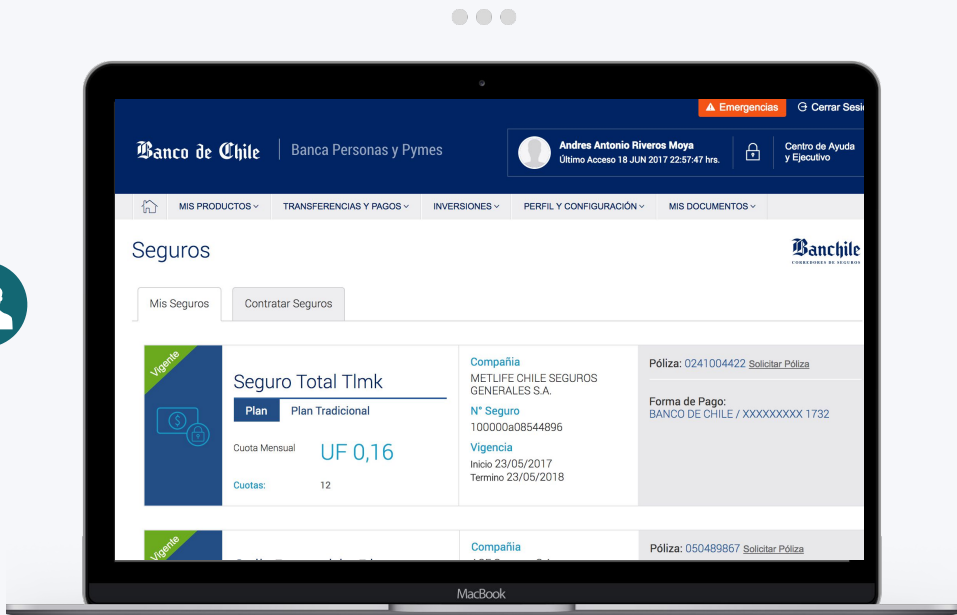 Emergencias
Cerrar Sesi
Banco de Chile
Banca Personas y Pymes
Andres Antonio Riveros Moya
Último Acceso 18 JUN 2017 22:57:47 hrs.
Centro de Ayuda
y Ejecutivo
MIS PRODUCTOS
TRANSFERENCIAS Y PAGOS
INVERSIONES
PERFIL Y CONFIGURACIÓN
MIS DOCUMENTOS
Seguros
Banchile
CORREDORES DE SEGUROS
Mis Seguros
Contratar Seguros
Vigente
Seguro Total Tlmk
Plan
Plan Tradicional
Cuota Mensual
UF 0,16
Cuotas:
12
Compañia
METLIFE CHILE SEGUROS
GENERALES S.A.
N° Seguro
100000a08544896
Vigencia
Inicio 23/05/2017
Termino 23/05/2018
Póliza: 0241004422 Solicitar Póliza
Forma de Pago:
BANCO DE CHILE / XXXXXXXXX 1732
Vigente
Compañia
Póliza: 050489867 Solicitar Póliza
MacBook